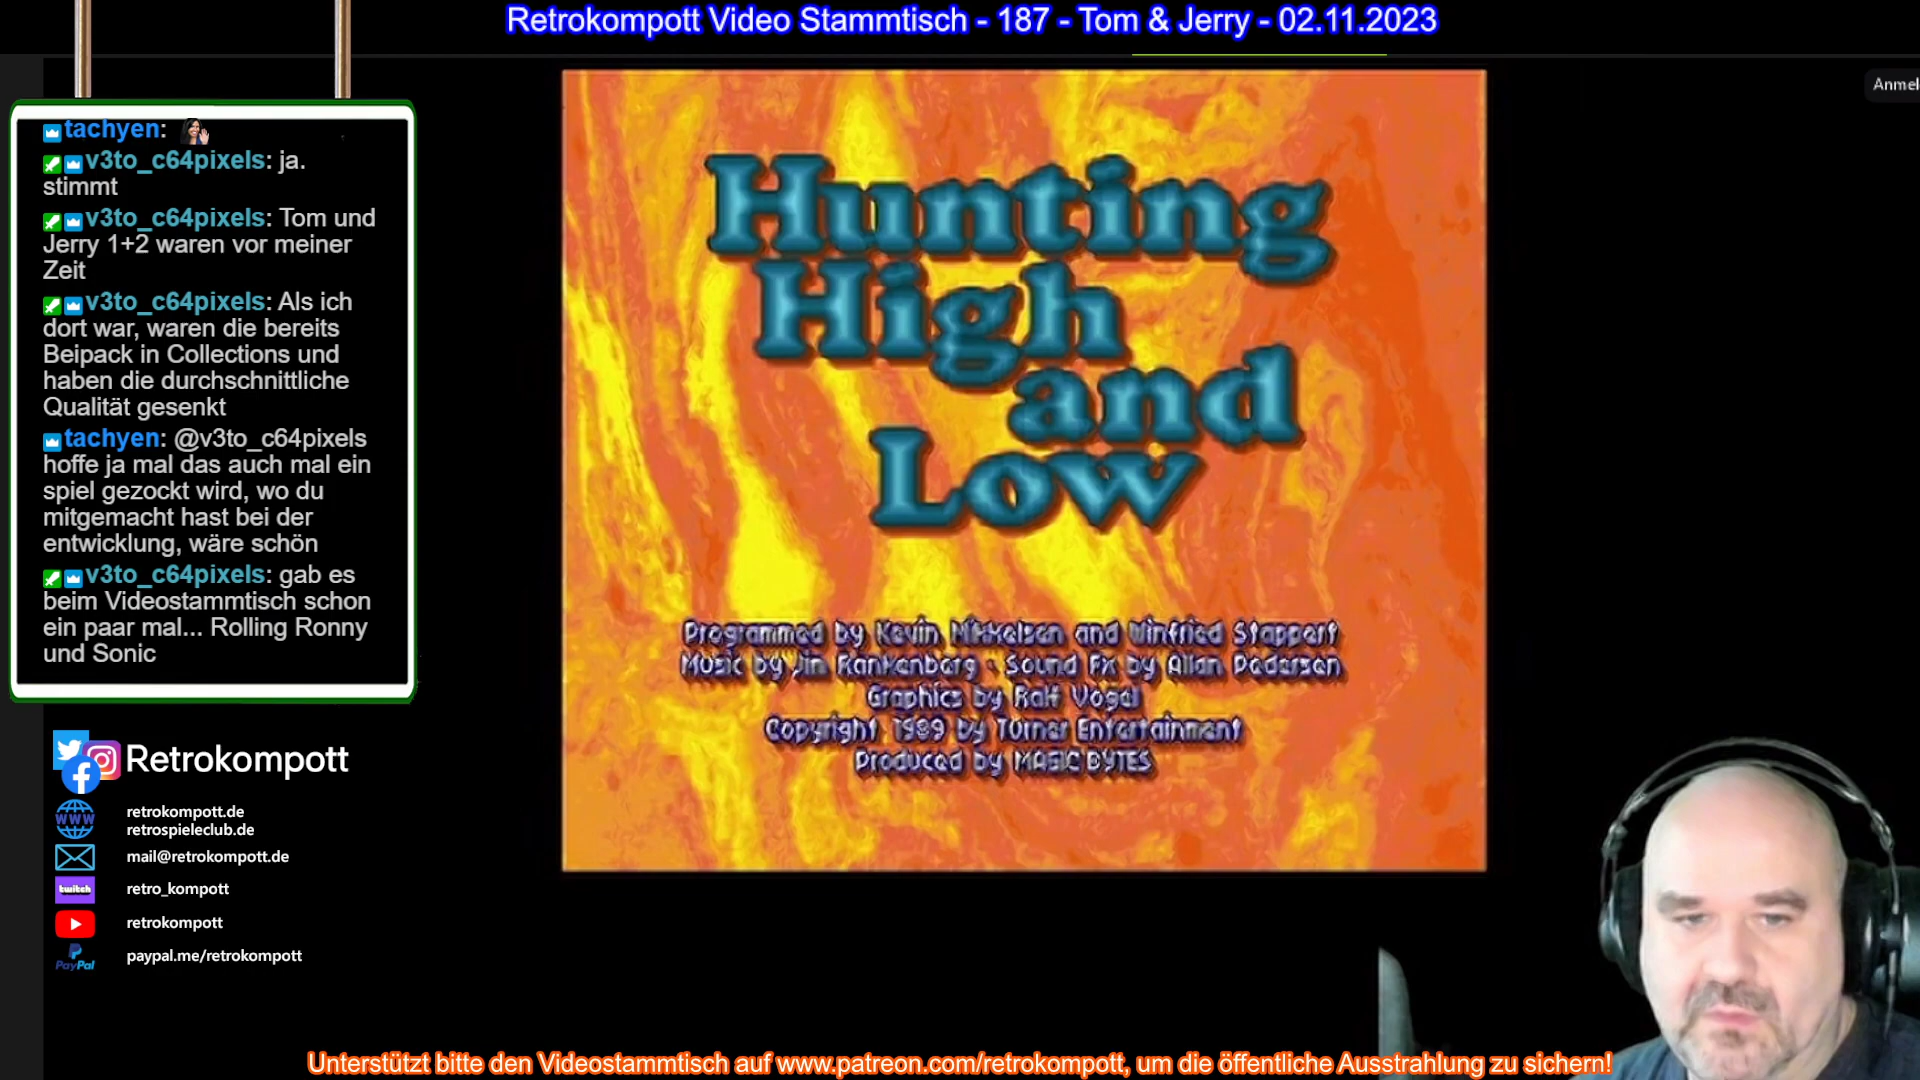 Retrokompott Video Stammtisch - 187 - Tom & Jerry - 02.11.2023
Anmel
tachyen:
v3to_c64pixels: ja.
stimmt
v3to_c64pixels: Tom und
Jerry 1+2 waren vor meiner
Zeit
v3to_c64pixels: Als ich
dort war, waren die bereits
Beipack in Collections und
haben die durchschnittliche
Qualität gesenkt
tachyen: @v3to_c64pixels
hoffe ja mal das auch mal ein
spiel gezockt wird, wo du
mitgemacht hast bei der
entwicklung, wäre schön
v3to_c64pixels: gab es
beim Videostammtisch schon
ein paar mal... Rolling Ronny
und Sonic
Hunting
High
and
Low
Programmed by Kevin Mikkelsen and Winfried Stappert
Music by Jin Rankenberg · Sound Fx by Allan Pedersen
Graphics by Ralf Vogel
Copyright 1989 by Turner Entertainment
Produced by MAGIC BYTES
Retrokompott
WWW
retrokompott.de
retrospieleclub.de
mail@retrokompott.de
twitch
retro_kompott
retrokompott
PayPal
paypal.me/retrokompott
Unterstützt bitte den Videostammtisch auf www.patreon.com/retrokompott, um die öffentliche Ausstrahlung zu sichern!